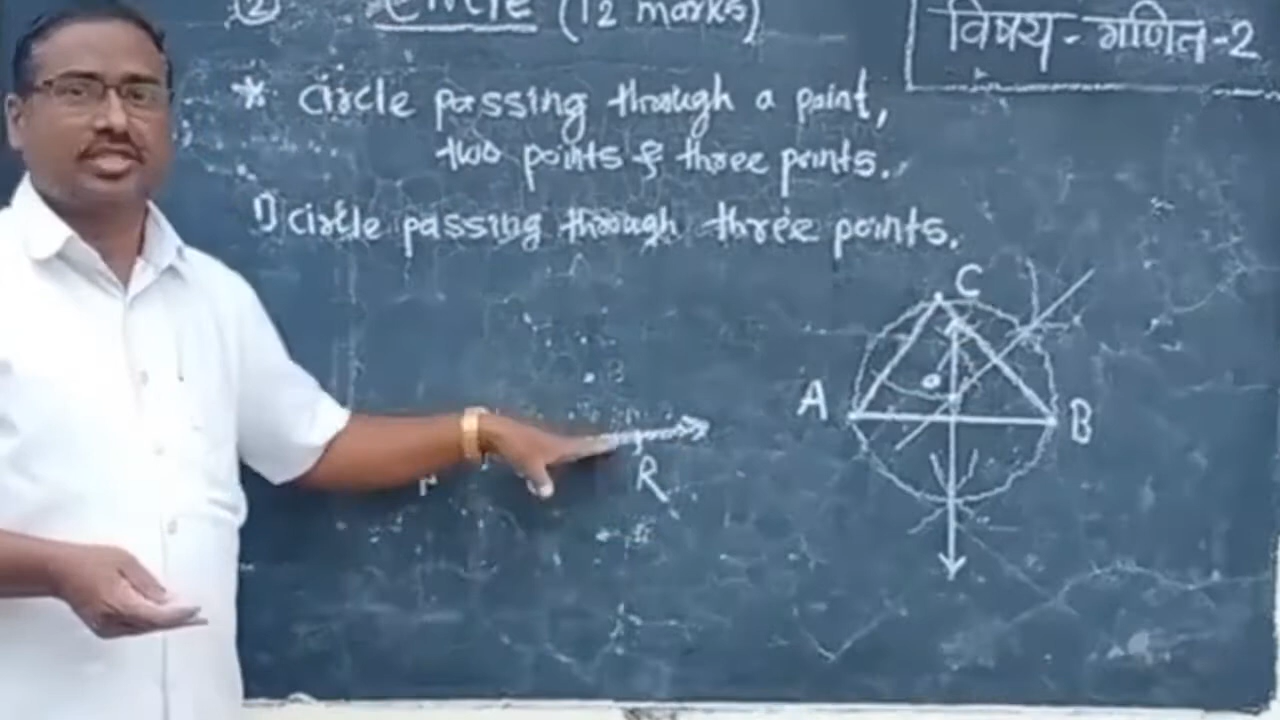 ② Circle (12 marks)
विषय - गणित-2
* Circle passing through a point,
two points & three points.
1) Circle passing through three points.
C
A
B
R